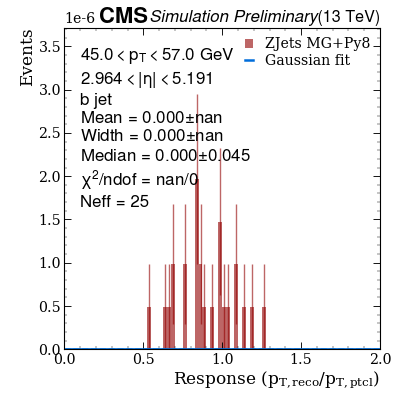 1e-6 CMS Simulation Preliminary (13 TeV)
Events
45.0 < pT < 57.0 GeV
2.964 < |η| < 5.191
b jet
Mean = 0.000±nan
Width = 0.000±nan
Median = 0.000±0.045
χ²/ndof = nan/0
Neff = 25
ZJets MG+Py8
Gaussian fit
3.5
3.0
2.5
2.0
1.5
1.0
0.5
0.0
0.0 0.5 1.0 1.5 2.0
Response (pT,reco/pT,ptcl)